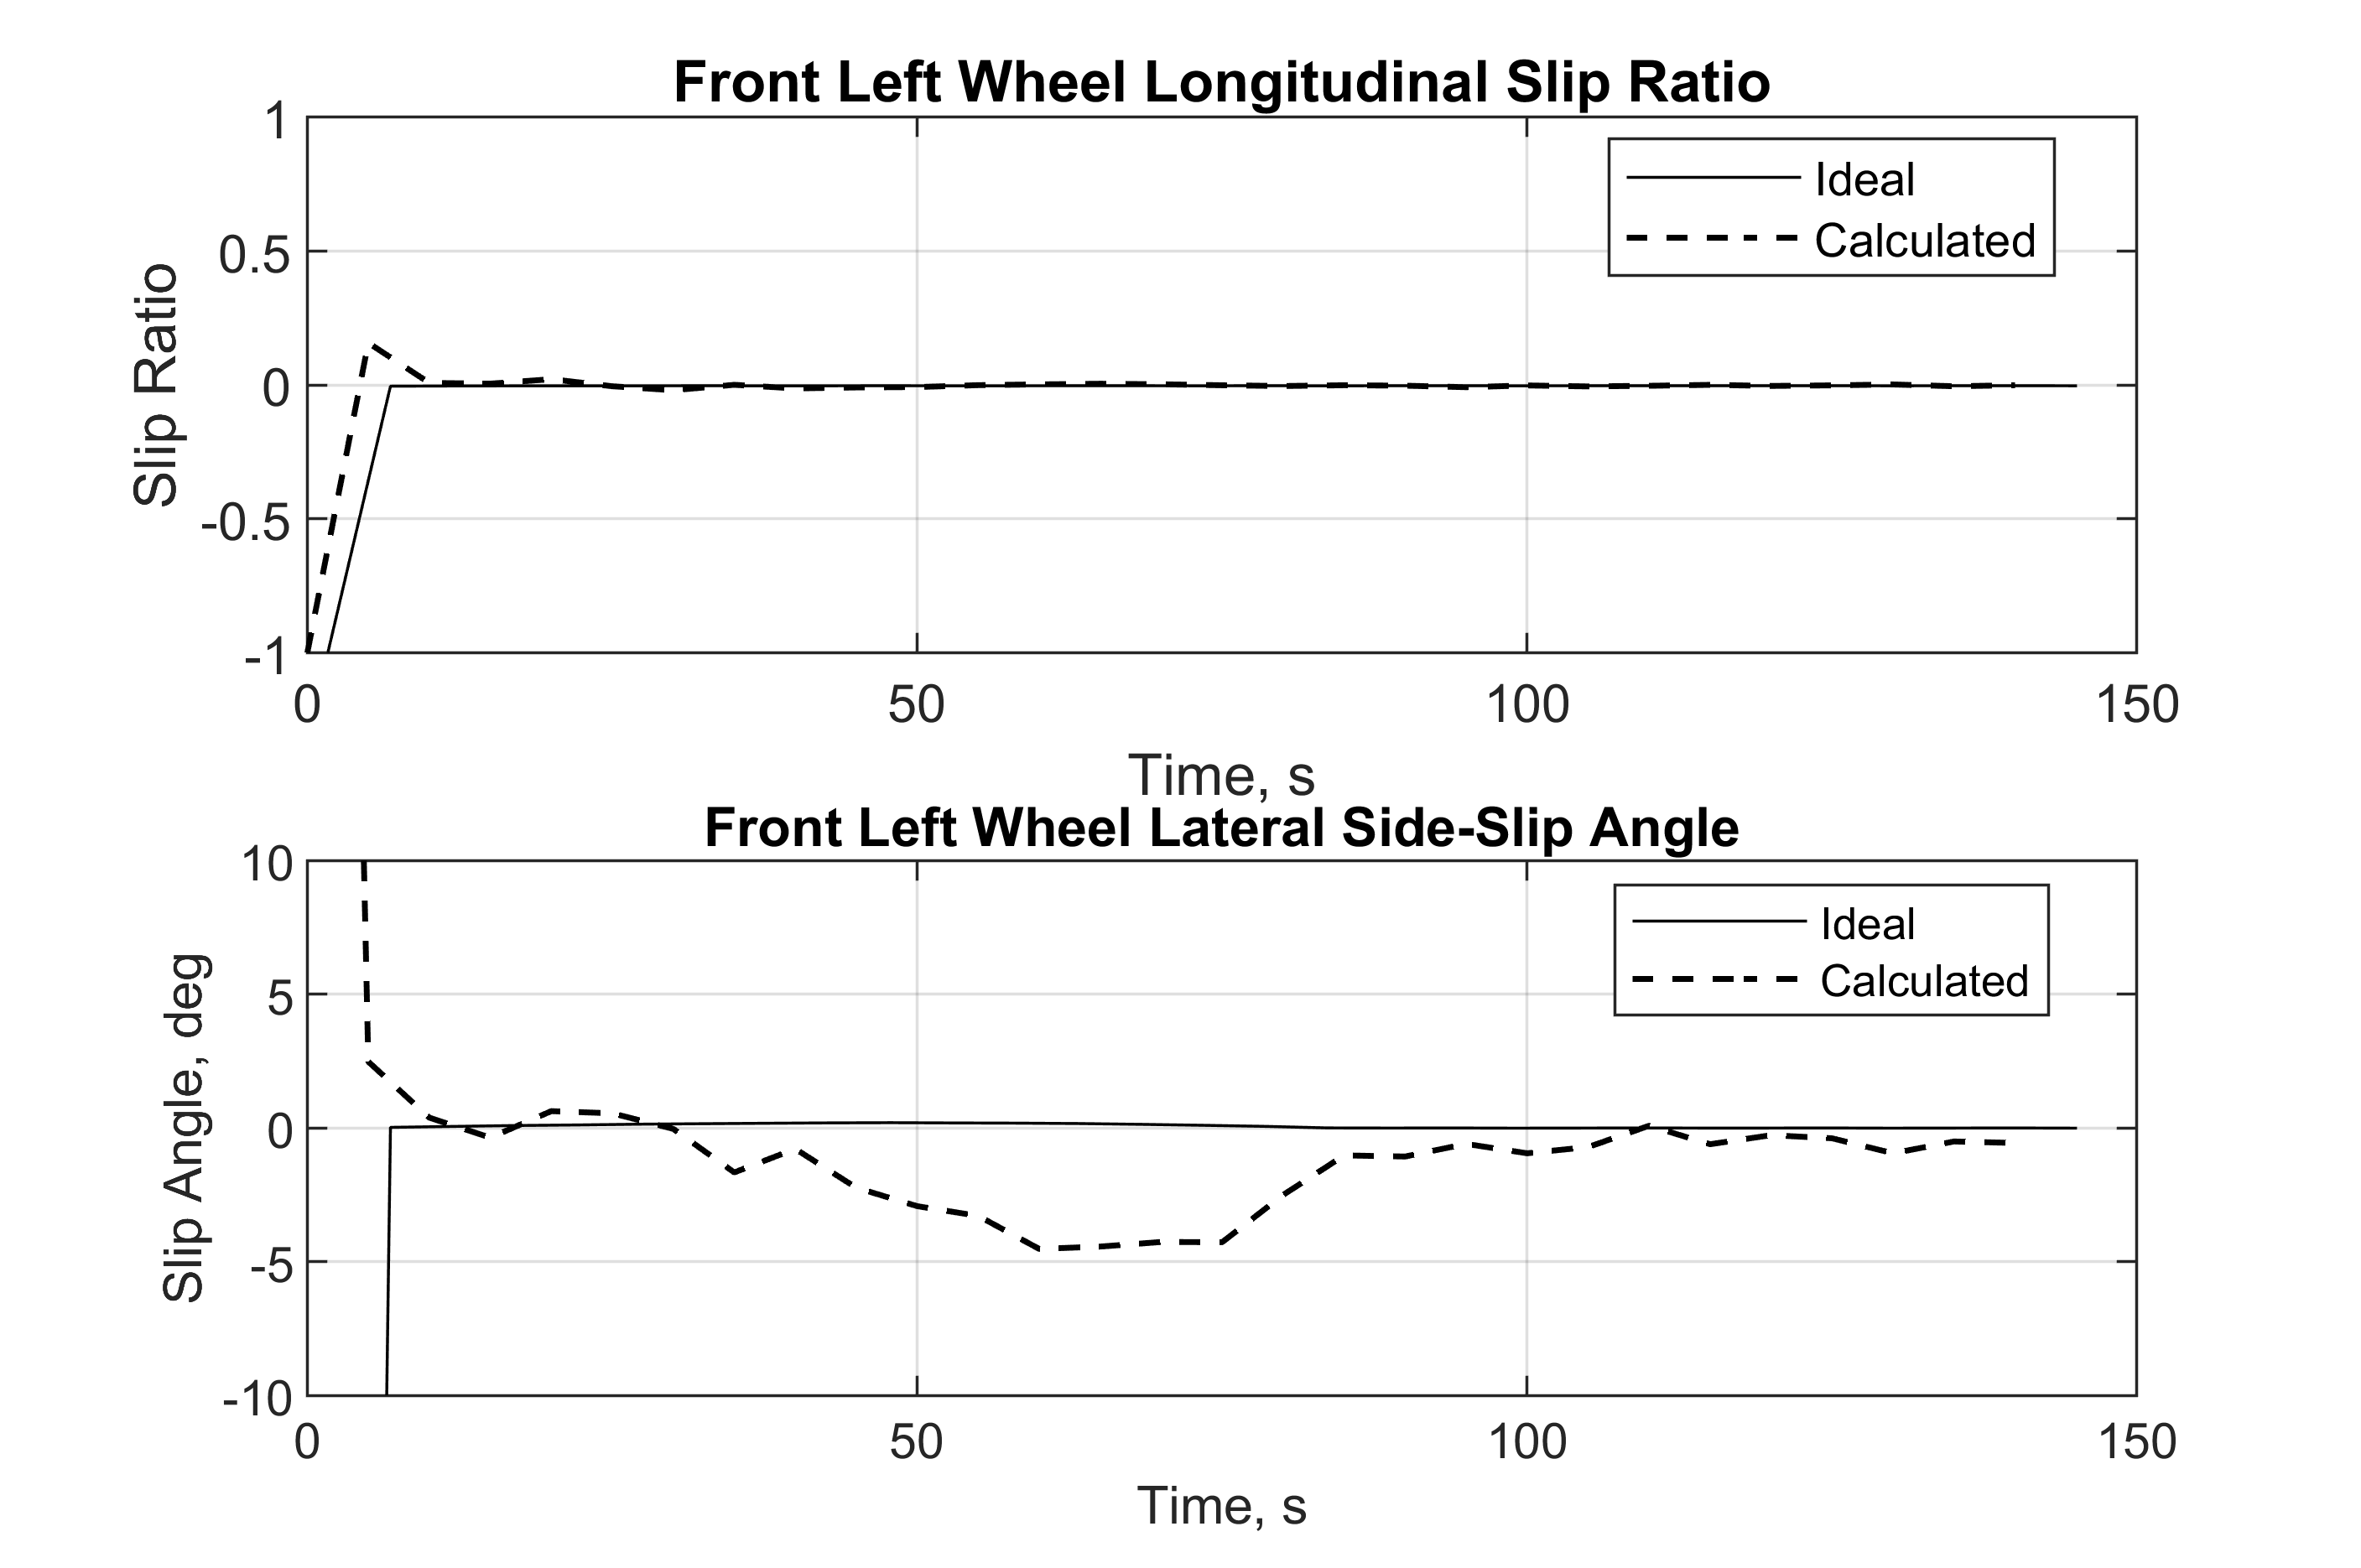 Front Left Wheel Longitudinal Slip Ratio
1
0.5
0
-0.5
-1
Slip Ratio
Ideal
Calculated
0 50 100 150
Time, s
Front Left Wheel Lateral Side-Slip Angle
10
5
0
-5
-10
Slip Angle, deg
Ideal
Calculated
0 50 100 150
Time, s